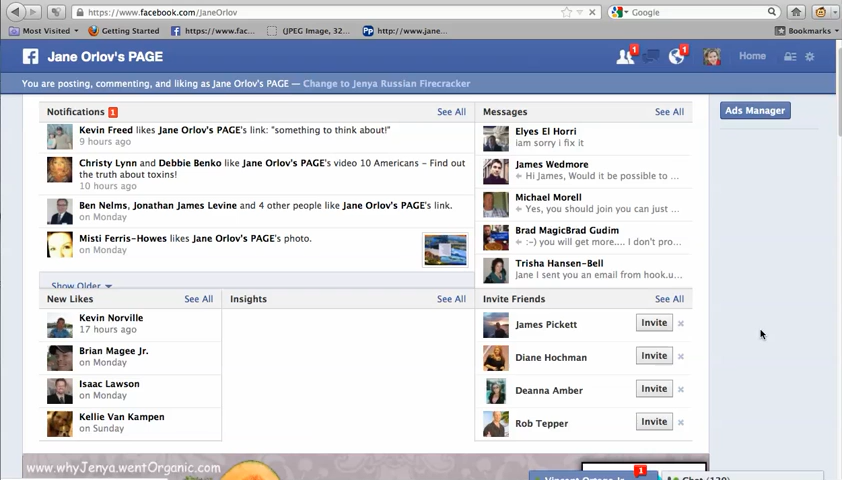 https://www.facebook.com/JaneOrlov
Google
Most Visited
Getting Started
https://www.fac...
(JPEG Image, 32...
http://www.jane...
Bookmarks
Jane Orlov's PAGE
1
1
Home
You are posting, commenting, and liking as Jane Orlov's PAGE — Change to Jenya Russian Firecracker
Notifications 1
See All
Kevin Freed likes Jane Orlov's PAGE's link: "something to think about!"
9 hours ago
Christy Lynn and Debbie Benko like Jane Orlov's PAGE's video 10 Americans - Find out
the truth about toxins!
10 hours ago
Ben Nelms, Jonathan James Levine and 4 other people like Jane Orlov's PAGE's link.
on Monday
Misti Ferris-Howes likes Jane Orlov's PAGE's photo.
on Monday
Show Older
Messages
See All
Elyes El Horri
iam sorry i fix it
James Wedmore
Hi James, Would it be possible to ...
Michael Morell
Yes, you should join you can just ...
Brad MagicBrad Gudim
:-) you will get more.... I don't pro...
Trisha Hansen-Bell
Jane I sent you an email from hook.u...
Ads Manager
New Likes
See All
Kevin Norville
17 hours ago
Brian Magee Jr.
on Monday
Isaac Lawson
on Monday
Kellie Van Kampen
on Sunday
Insights
See All
Invite Friends
See All
James Pickett
Invite
Diane Hochman
Invite
Deanna Amber
Invite
Rob Tepper
Invite
www.whyJenya.wentOrganic.com
1